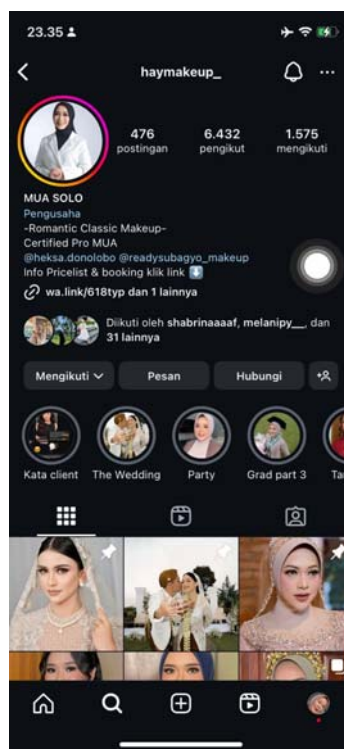 23.35
haymakeup_
476 6.432 1.575
postingan pengikut mengikuti
MUA SOLO
Pengusaha
-Romantic Classic Makeup-
Certified Pro MUA
@heksa.donolobo @readysubagyo_makeup
Info Pricelist & booking klik link ⬇️
wa.link/618typ dan 1 lainnya
Diikuti oleh shabrinaaaaf, melanipy__, dan
31 lainnya
Mengikuti Pesan Hubungi
Kata client The Wedding Party Grad part 3 Ta